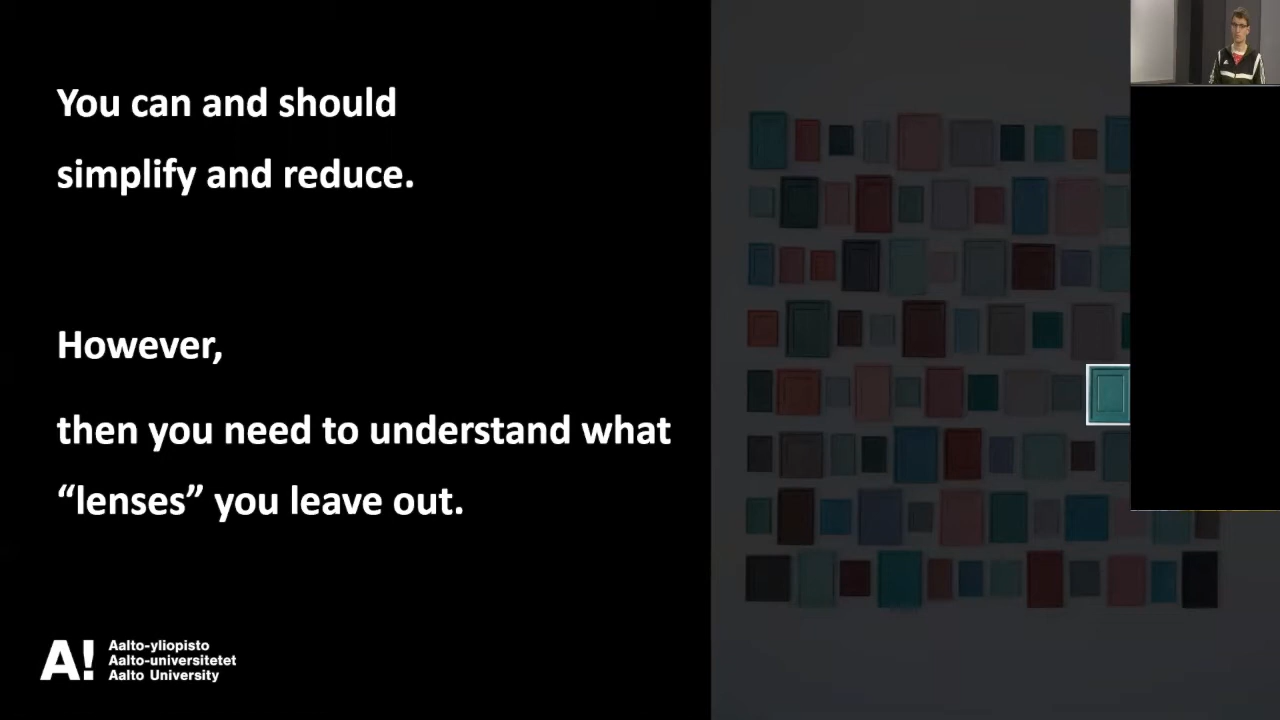 You can and should
simplify and reduce.
However,
then you need to understand what
“lenses” you leave out.
A!
Aalto-yliopisto
Aalto-universitetet
Aalto University